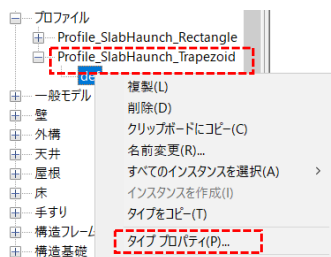 プロファイル
Profile_SlabHaunch_Rectangle
Profile_SlabHaunch_Trapezoid
一般モデル
壁
外構
天井
屋根
床
手すり
構造フレーム
構造基礎
複製(L)
削除(D)
クリップボードにコピー(C)
名前変更(R)...
すべてのインスタンスを選択(A)
インスタンスを作成(I)
タイプをコピー(T)
タイプ プロパティ(P)...